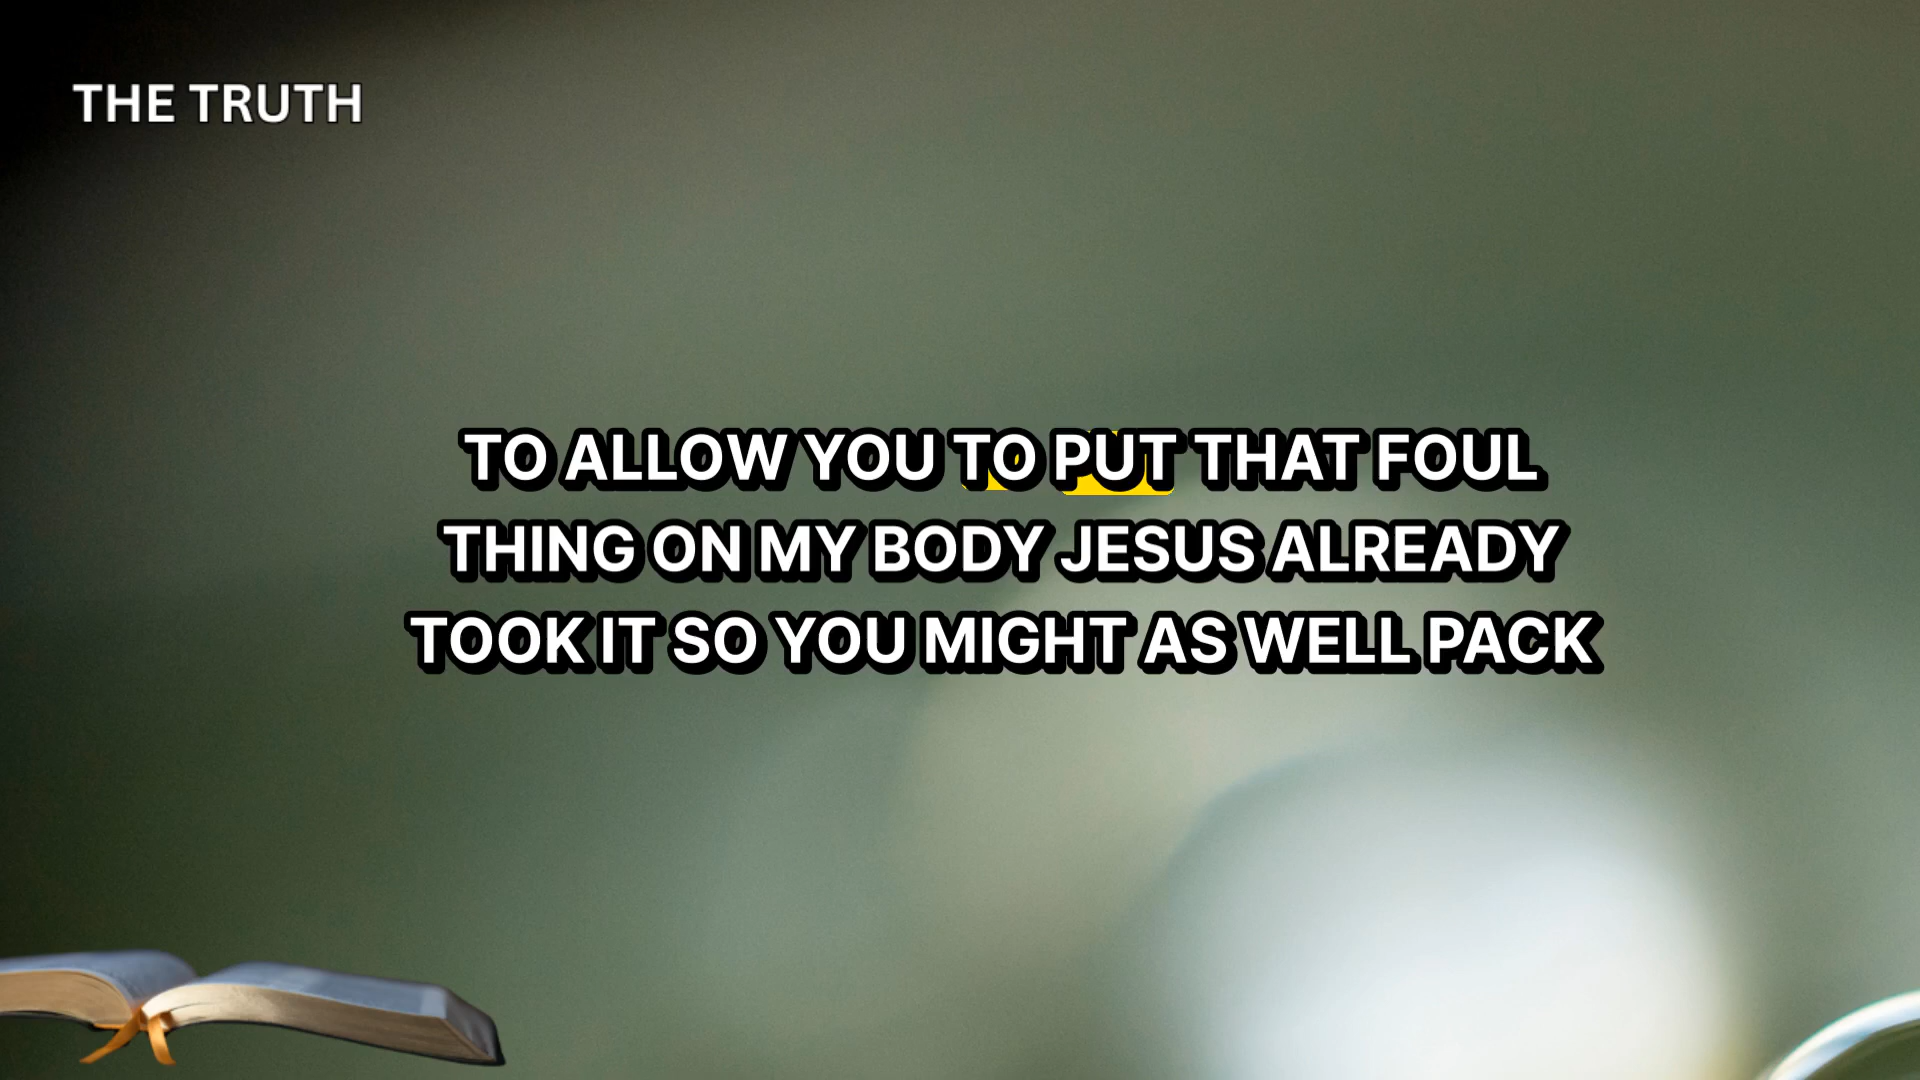 THE TRUTH
TO ALLOW YOU TO PUT THAT FOUL
THING ON MY BODY JESUS ALREADY
TOOK IT SO YOU MIGHT AS WELL PACK